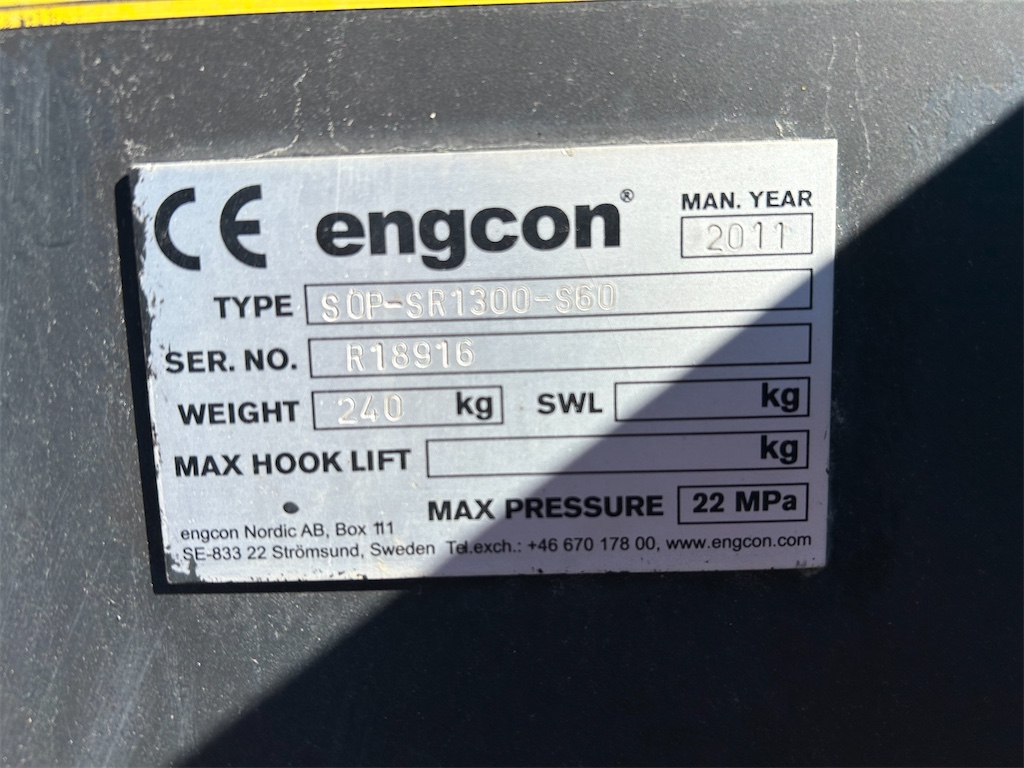 CE engcon® MAN. YEAR
2011
TYPE SOP-SR1300-S60
SER. NO. R18916
WEIGHT 240 kg SWL kg
MAX HOOK LIFT kg
MAX PRESSURE 22 MPa
engcon Nordic AB, Box 111
SE-833 22 Strömsund, Sweden Tel.exch.: +46 670 178 00, www.engcon.com